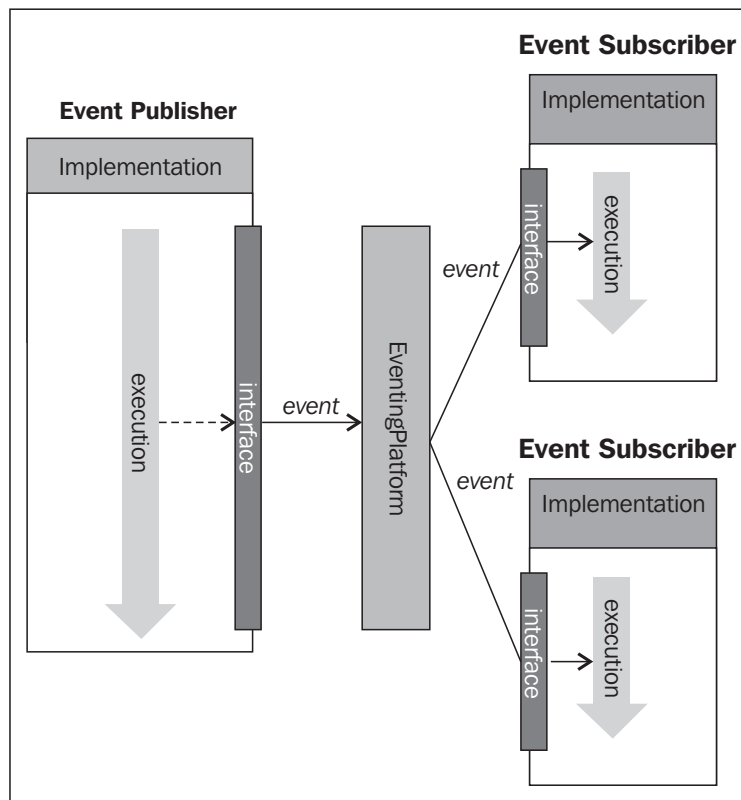 Event Publisher
Implementation
execution
interface
event
EventingPlatform
event
event
Event Subscriber
Implementation
interface
execution
Event Subscriber
Implementation
interface
execution